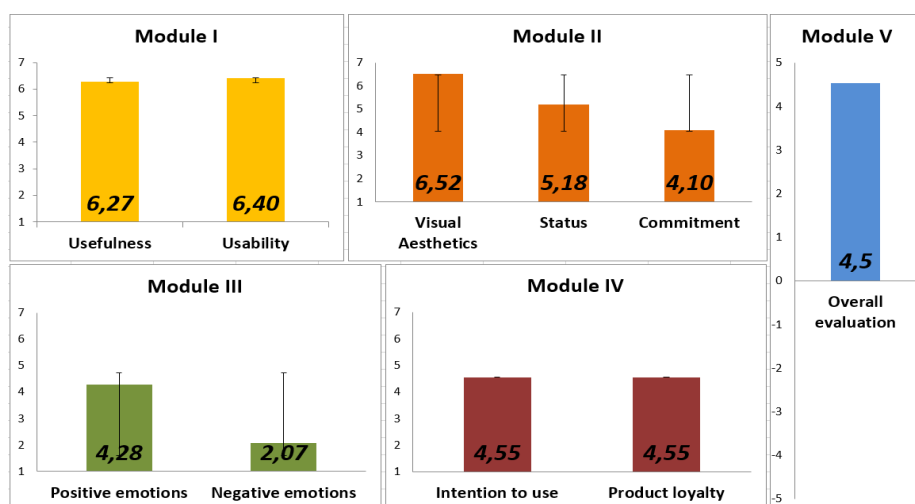 Module I
7
6
5
4
3
2
1
6,27
6,40
Usefulness
Usability
Module II
7
6
5
4
3
2
1
6,52
5,18
4,10
Visual
Aesthetics
Status
Commitment
Module V
5
4
3
2
1
0
-1
-2
-3
-4
-5
4,5
Overall
evaluation
Module III
7
6
5
4
3
2
1
4,28
2,07
Positive emotions
Negative emotions
Module IV
7
6
5
4
3
2
1
4,55
4,55
Intention to use
Product loyalty